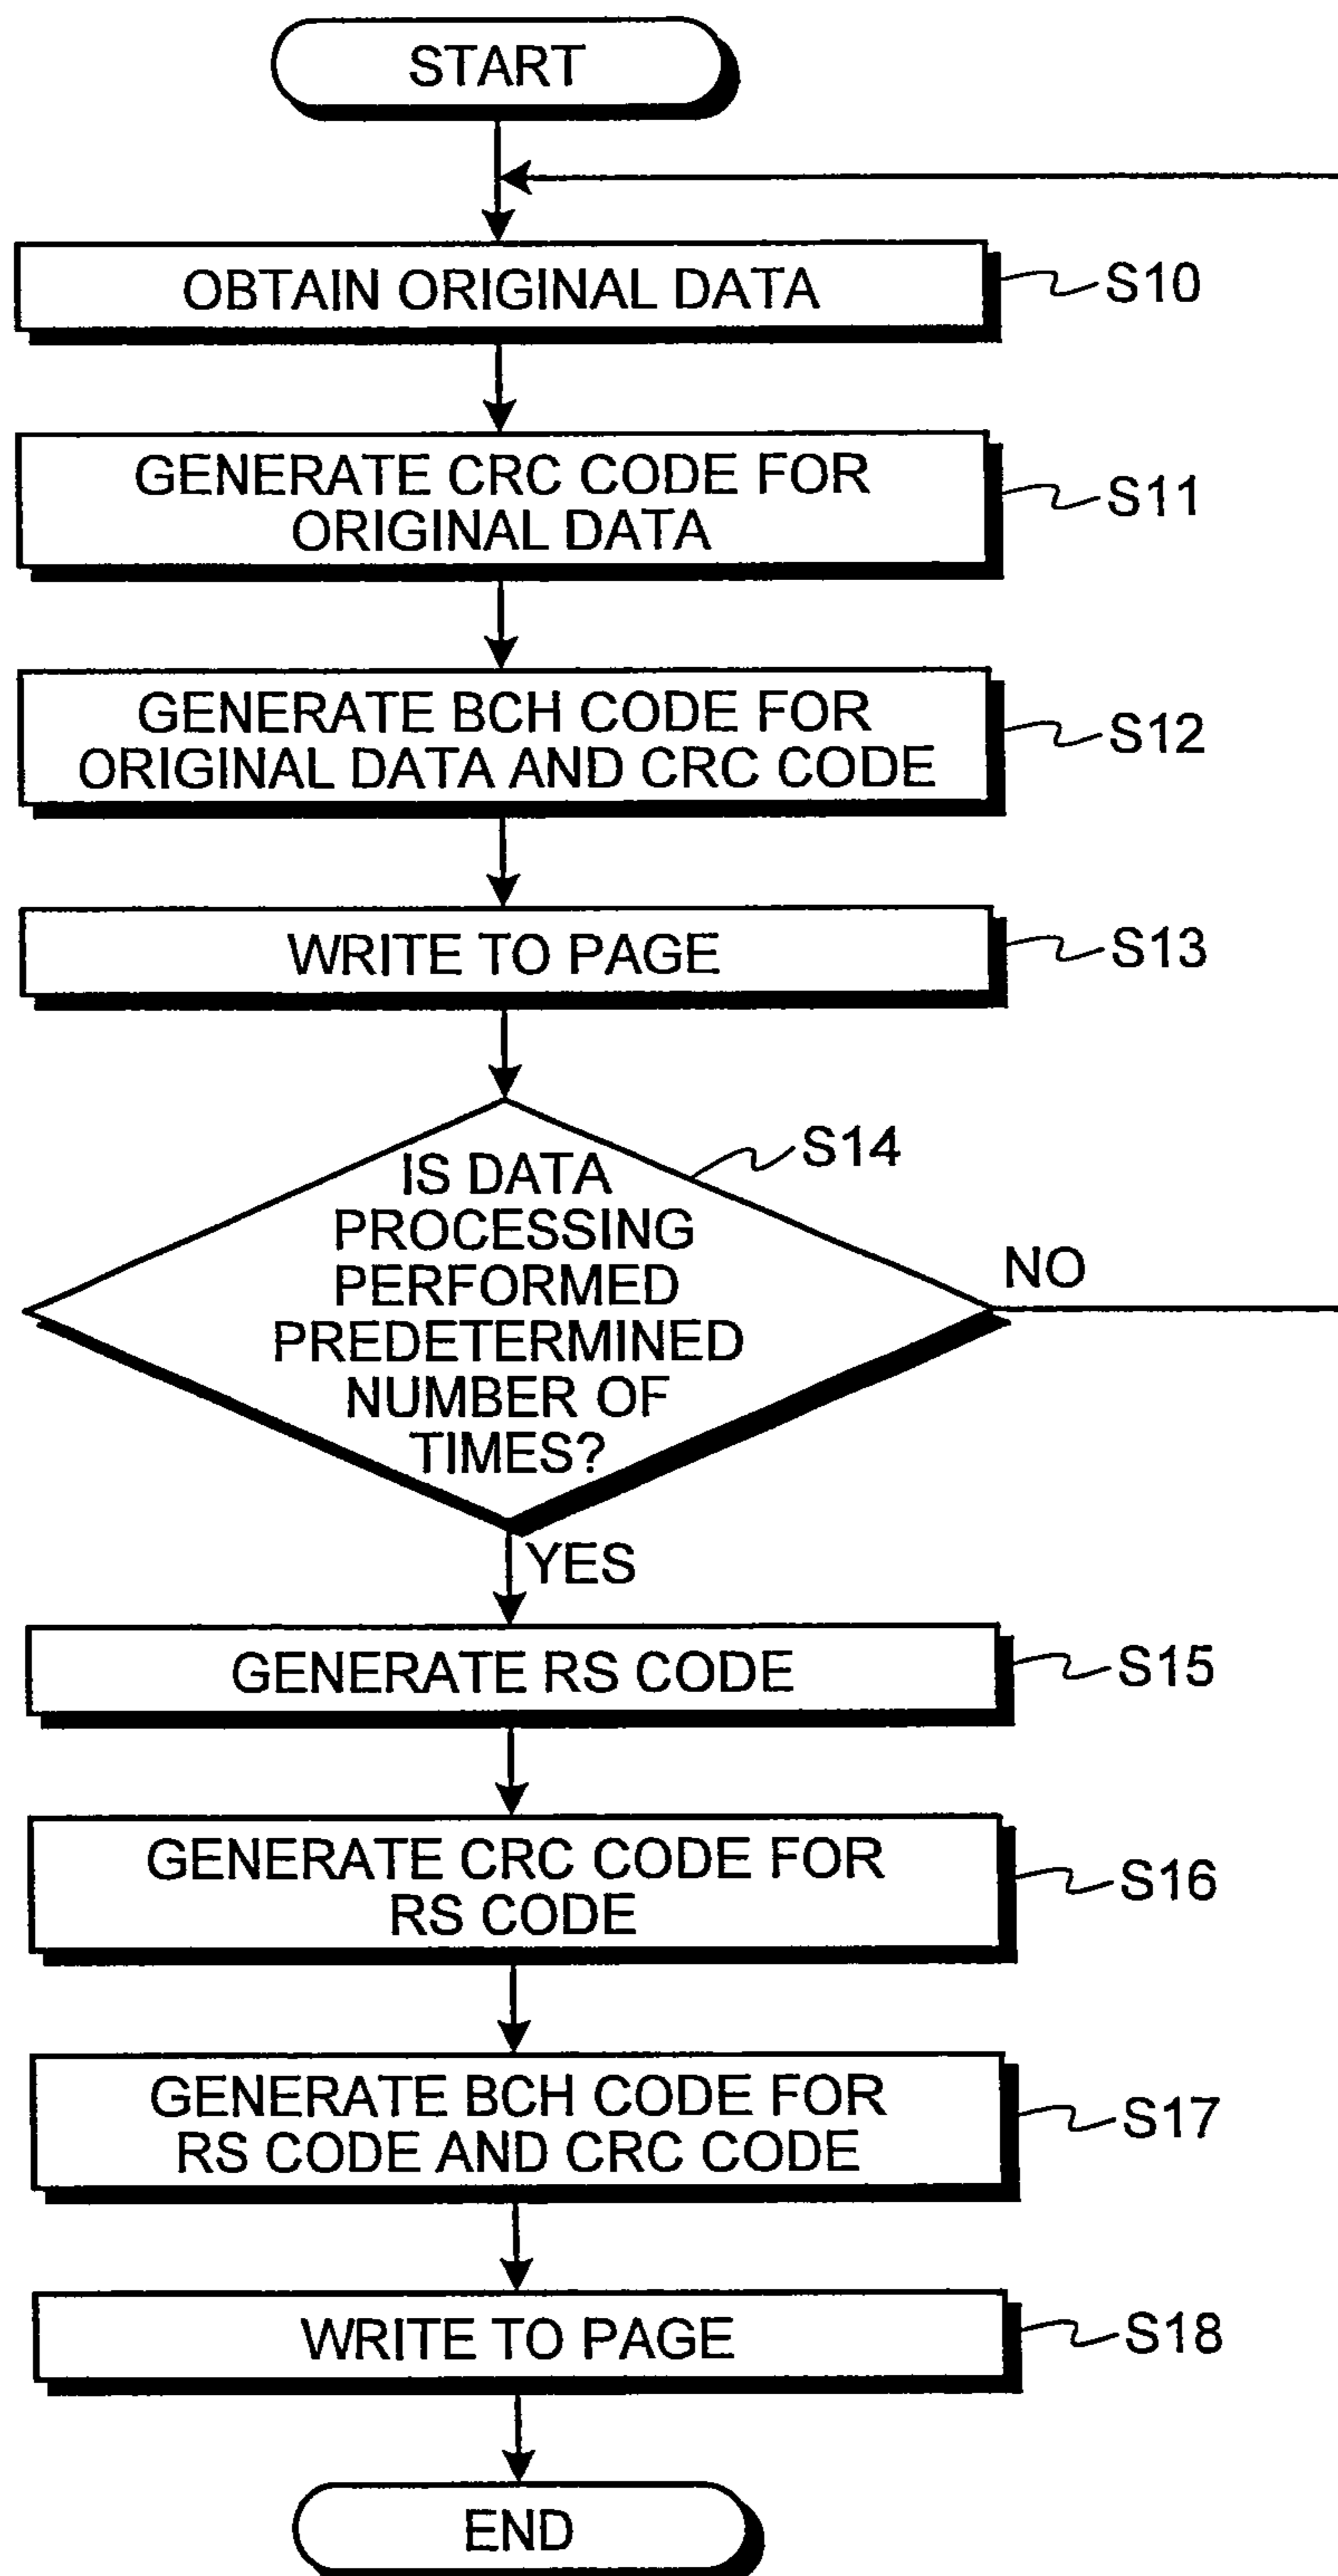 START
OBTAIN ORIGINAL DATA
S10
GENERATE CRC CODE FOR
ORIGINAL DATA
S11
GENERATE BCH CODE FOR
ORIGINAL DATA AND CRC CODE
S12
WRITE TO PAGE
S13
S14
IS DATA
PROCESSING
PERFORMED
PREDETERMINED
NUMBER OF
TIMES?
NO
YES
GENERATE RS CODE
S15
GENERATE CRC CODE FOR
RS CODE
S16
GENERATE BCH CODE FOR
RS CODE AND CRC CODE
S17
WRITE TO PAGE
S18
END